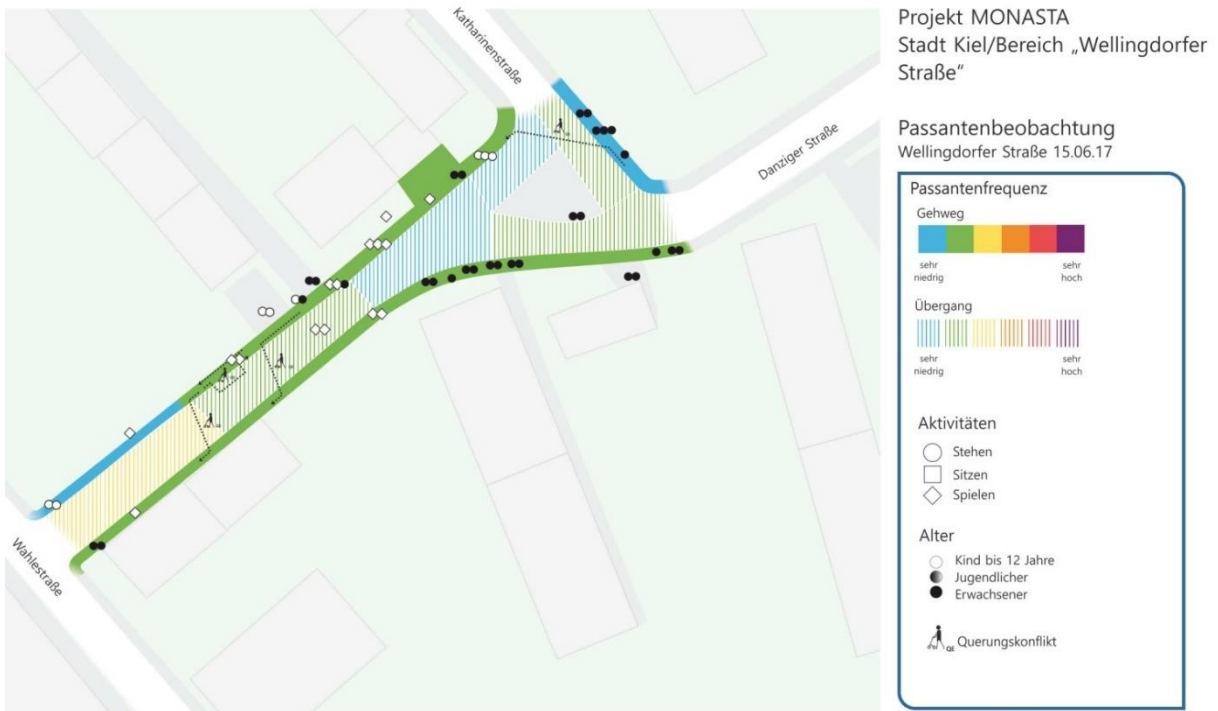 Projekt MONASTA
Stadt Kiel/Bereich „Wellingdorfer
Straße“
Passantenbeobachtung
Wellingdorfer Straße 15.06.17
Passantenfrequenz
Gehweg
sehr
niedrig
sehr
hoch
Übergang
sehr
niedrig
sehr
hoch
Aktivitäten
Stehen
Sitzen
Spielen
Alter
Kind bis 12 Jahre
Jugendlicher
Erwachsener
QE Querungskonflikt
Katharinenstraße
Danziger Straße
Wahlestraße